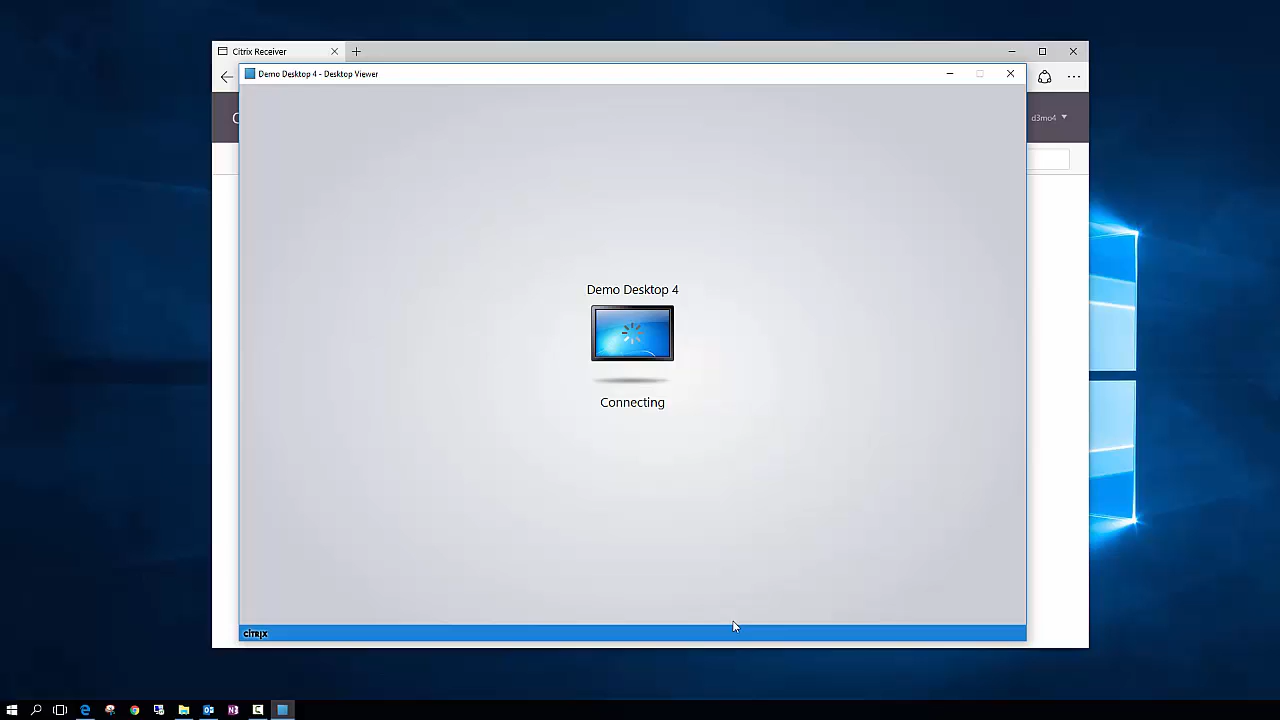 Citrix Receiver
Demo Desktop 4 - Desktop Viewer
d3mo4
Demo Desktop 4
Connecting
citrix